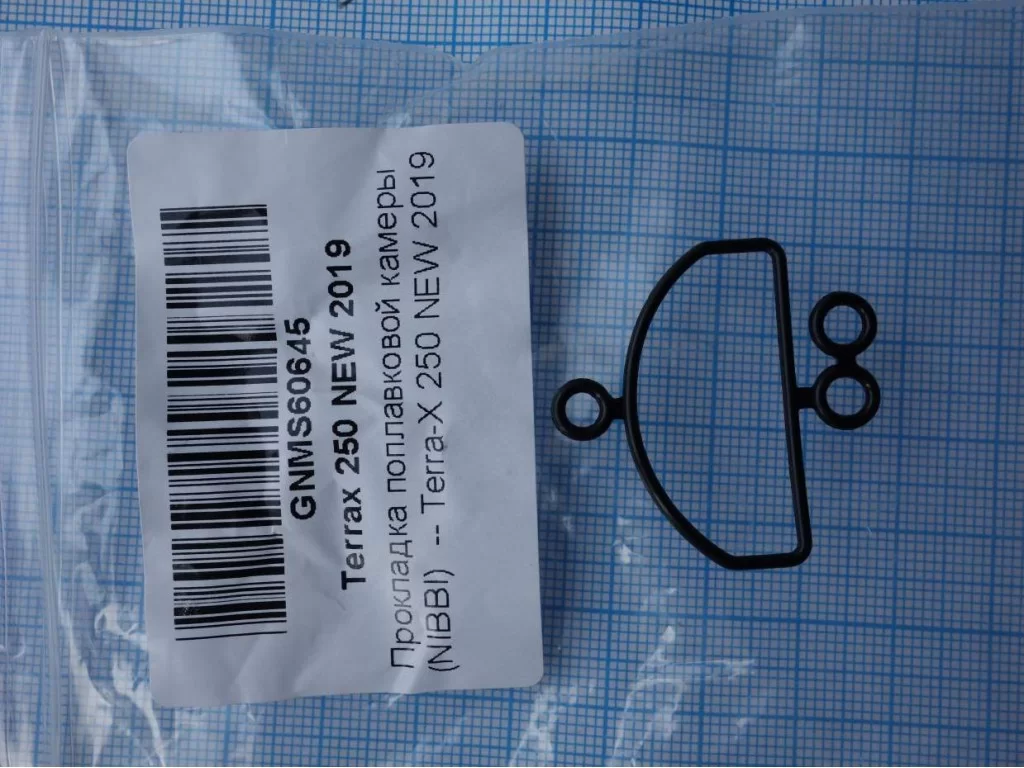 GNMS60645
Terrax 250 NEW 2019
Прокладка поплавковой камеры
(NIBBI)  -- Terra-X 250 NEW 2019